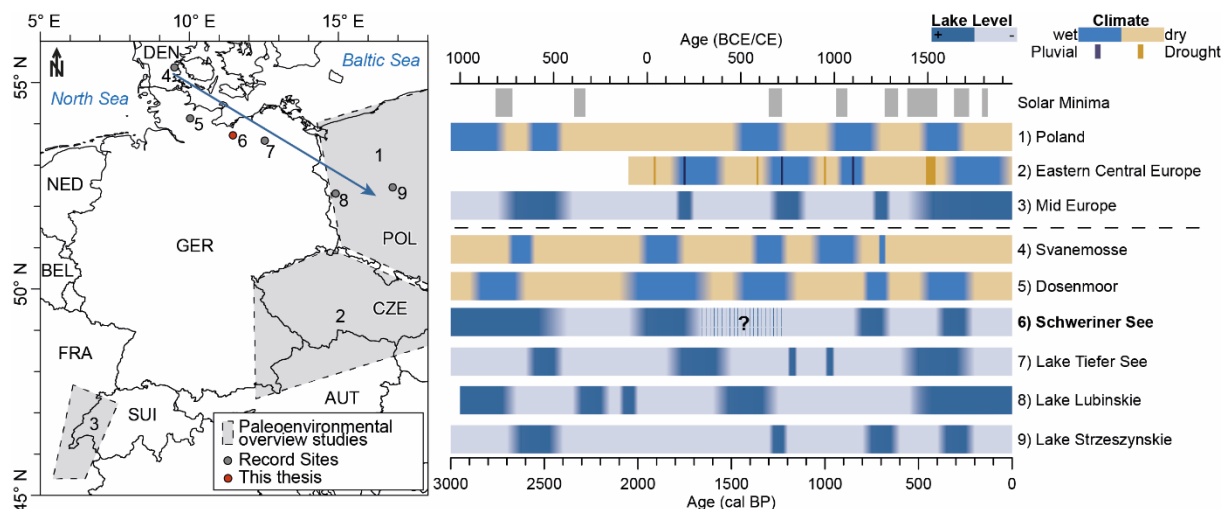 5° E
10° E
15° E
55° N
50° N
45° N
N
DEN
Baltic Sea
North Sea
4
5
6
7
1
8
9
NED
GER
POL
BEL
CZE
2
FRA
3
SUI
AUT
Paleoenvironmental
overview studies
Record Sites
This thesis
Lake Level
+ -
Climate
wet dry
Pluvial Drought
Age (BCE/CE)
1000 500 0 500 1000 1500
Solar Minima
1) Poland
2) Eastern Central Europe
3) Mid Europe
4) Svanemosse
5) Dosenmoor
?
6) Schweriner See
7) Lake Tiefer See
8) Lake Lubinskie
9) Lake Strzeszynskie
3000 2500 2000 1500 1000 500 0
Age (cal BP)